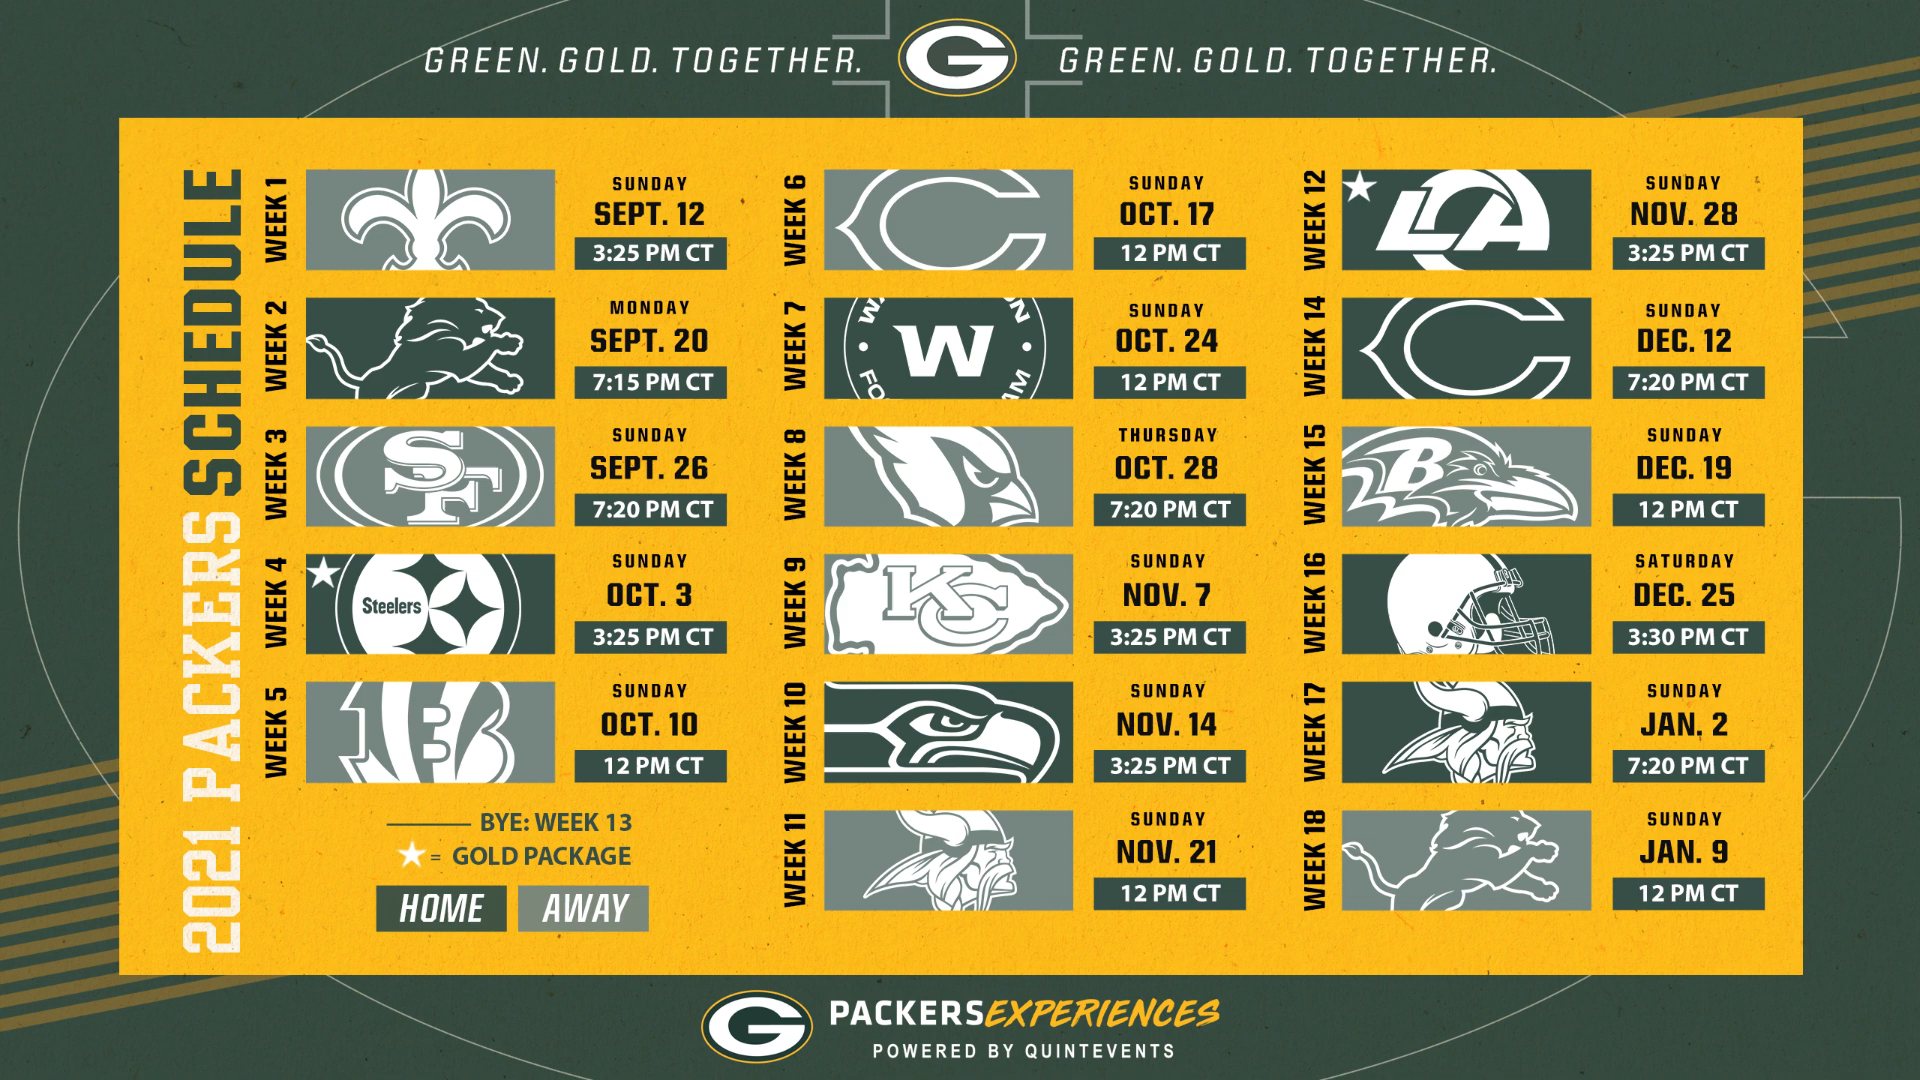 GREEN. GOLD. TOGETHER. G GREEN. GOLD. TOGETHER.
2021 PACKERS SCHEDULE
WEEK 1
SUNDAY
SEPT. 12
3:25 PM CT
WEEK 2
MONDAY
SEPT. 20
7:15 PM CT
WEEK 3
SF
SUNDAY
SEPT. 26
7:20 PM CT
WEEK 4
Steelers
SUNDAY
OCT. 3
3:25 PM CT
WEEK 5
B
SUNDAY
OCT. 10
12 PM CT
BYE: WEEK 13
= GOLD PACKAGE
HOME AWAY
WEEK 6
C
SUNDAY
OCT. 17
12 PM CT
WEEK 7
W
SUNDAY
OCT. 24
12 PM CT
WEEK 8
THURSDAY
OCT. 28
7:20 PM CT
WEEK 9
KC
SUNDAY
NOV. 7
3:25 PM CT
WEEK 10
SUNDAY
NOV. 14
3:25 PM CT
WEEK 11
SUNDAY
NOV. 21
12 PM CT
WEEK 12
LA
SUNDAY
NOV. 28
3:25 PM CT
WEEK 14
C
SUNDAY
DEC. 12
7:20 PM CT
WEEK 15
B
SUNDAY
DEC. 19
12 PM CT
WEEK 16
SATURDAY
DEC. 25
3:30 PM CT
WEEK 17
SUNDAY
JAN. 2
7:20 PM CT
WEEK 18
SUNDAY
JAN. 9
12 PM CT
G PACKERS EXPERIENCES
POWERED BY QUINTEVENTS